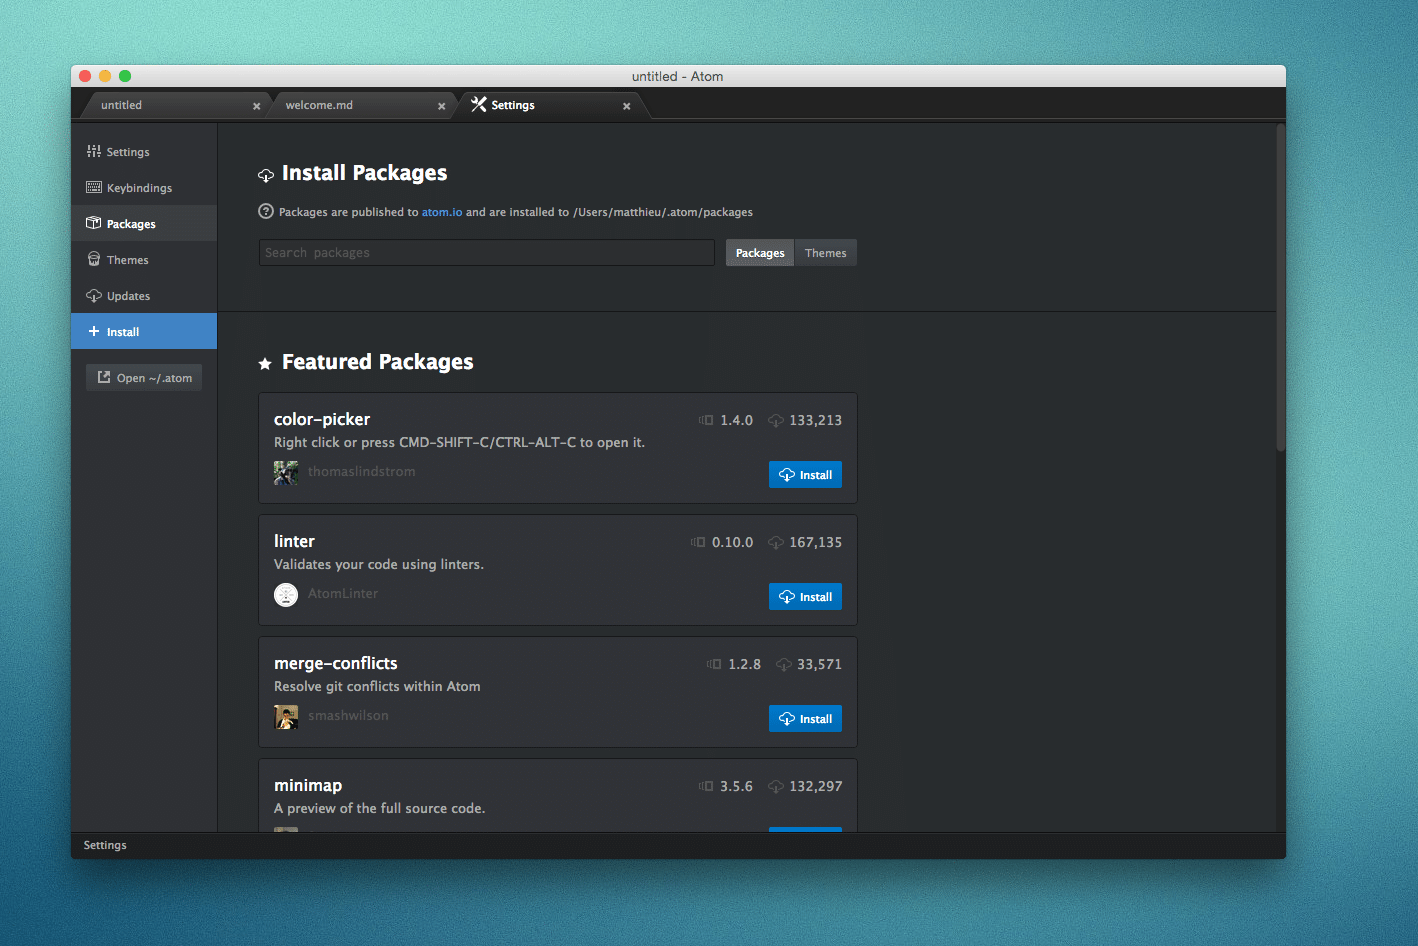 untitled - Atom
untitled
welcome.md
Settings
Settings
Keybindings
Packages
Themes
Updates
Install
Open ~/.atom
Install Packages
Packages are published to atom.io and are installed to /Users/matthieu/.atom/packages
Search packages
Packages
Themes
Featured Packages
color-picker
1.4.0
133,213
Right click or press CMD-SHIFT-C/CTRL-ALT-C to open it.
thomaslindstrom
Install
linter
0.10.0
167,135
Validates your code using linters.
AtomLinter
Install
merge-conflicts
1.2.8
33,571
Resolve git conflicts within Atom
smashwilson
Install
minimap
3.5.6
132,297
A preview of the full source code.
Settings